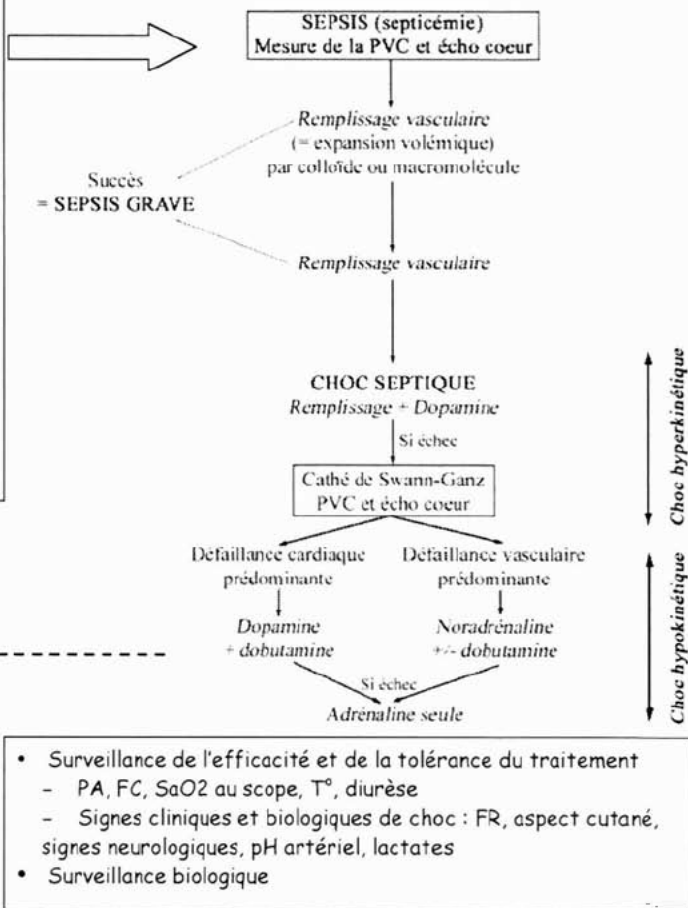 SEPSIS (septicémie)
Mesure de la PVC et écho coeur
Remplissage vasculaire
(= expansion volémique)
par colloïde ou macromolécule
Succès
= SEPSIS GRAVE
Remplissage vasculaire
CHOC SEPTIQUE
Remplissage + Dopamine
Si échec
Cathé de Swann-Ganz
PVC et écho coeur
Choc hyperkinétique
Défaillance cardiaque
prédominante
Défaillance vasculaire
prédominante
Dopamine
+ dobutamine
Noradrénaline
+/- dobutamine
Si échec
Adrénaline seule
Choc hypokinétique
• Surveillance de l'efficacité et de la tolérance du traitement
- PA, FC, SaO2 au scope, T°, diurèse
- Signes cliniques et biologiques de choc : FR, aspect cutané,
signes neurologiques, pH artériel, lactates
• Surveillance biologique